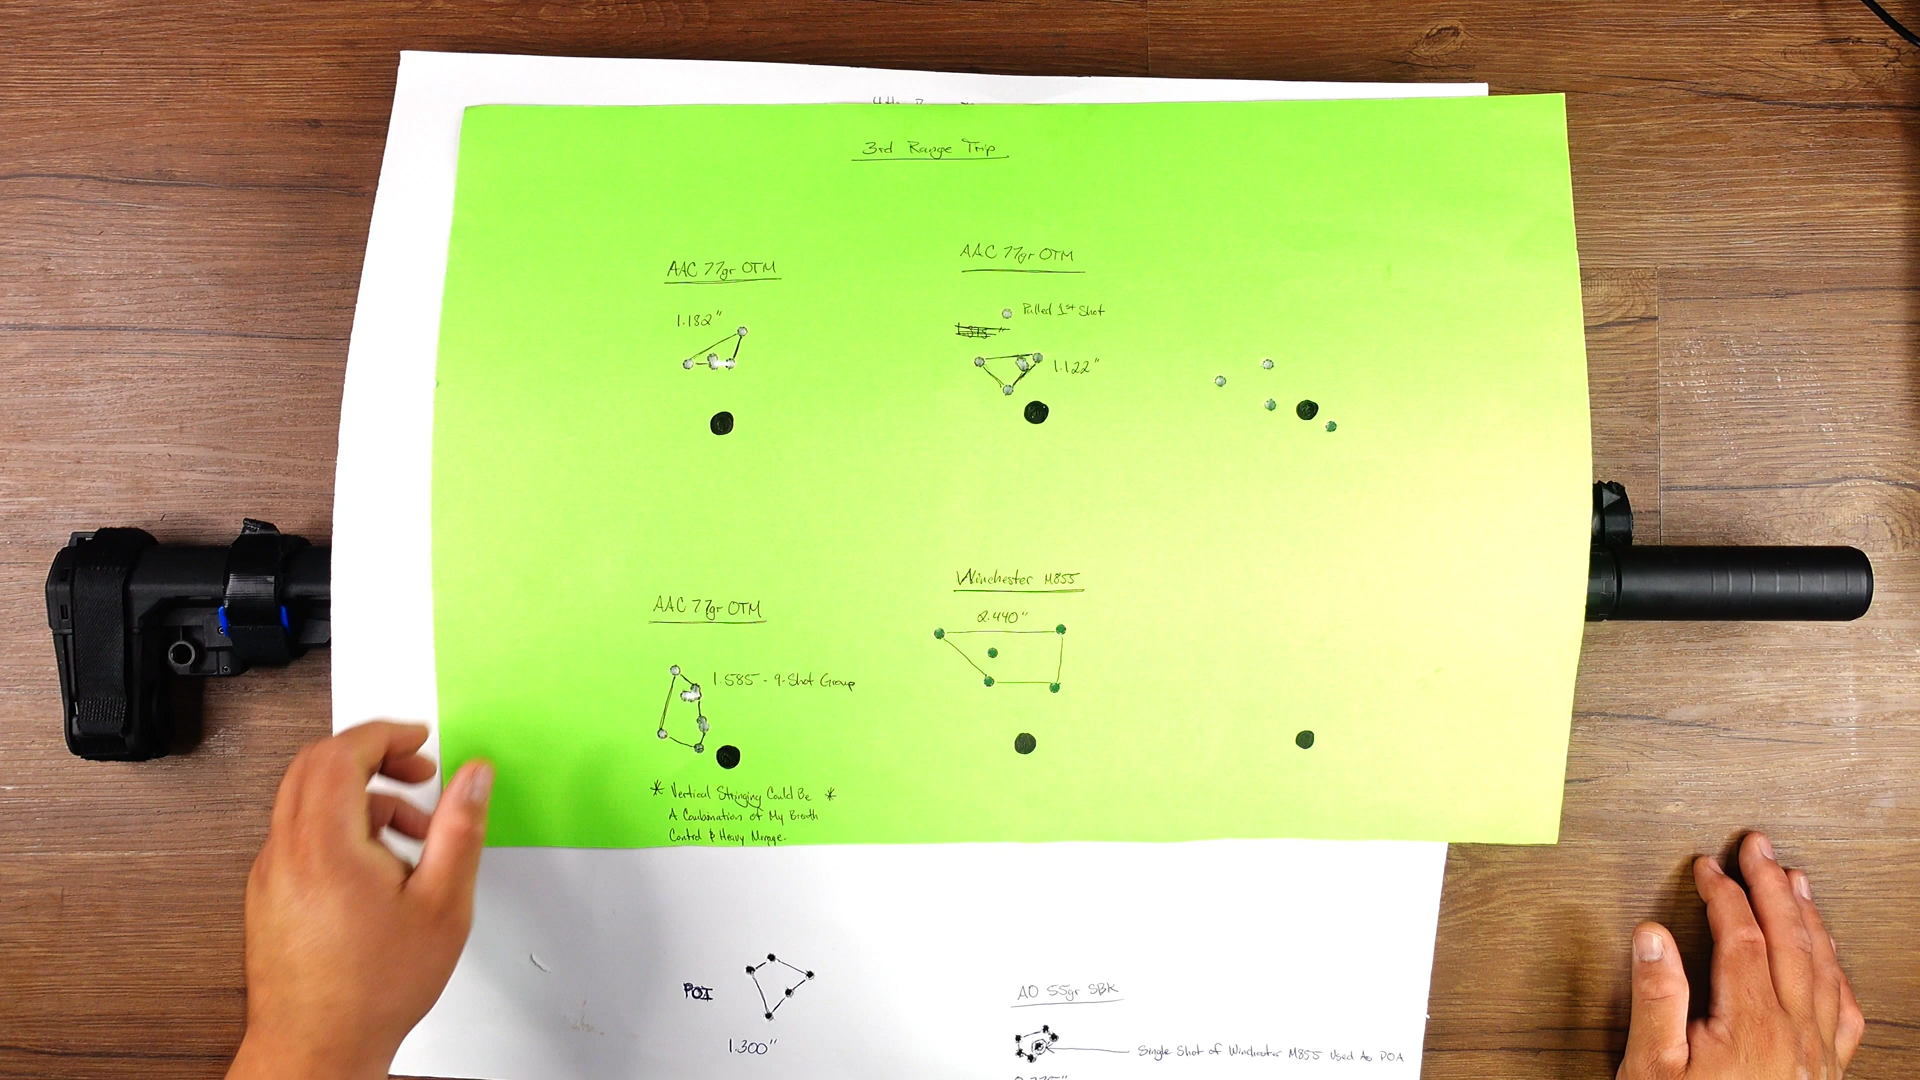 3rd Range Trip
AAC 77gr OTM
1.182"
AAC 77gr OTM
Pulled 1st Shot
1.122"
AAC 77gr OTM
1.585 - 9-Shot Group
* Vertical Stringing Could Be *
A Combination of My Breath
Control &
Winchester M855
2.440"
POI
1.300"
AO 55gr SBK
Single Shot of Winchester M855 Used As POA